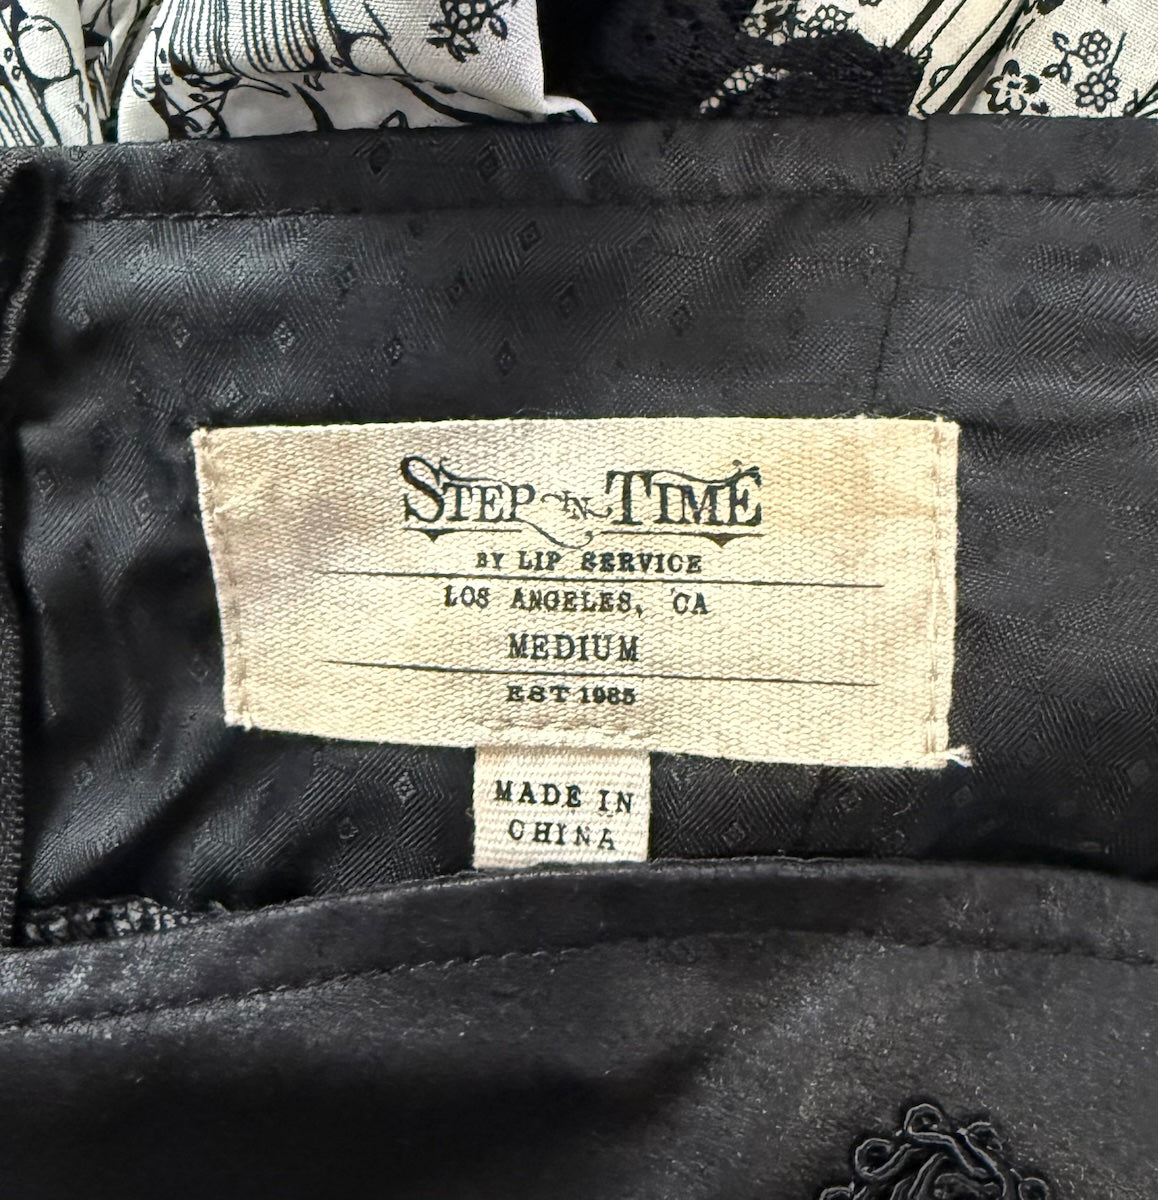 STEP IN TIME
BY LIP SERVICE
LOS ANGELES, CA
MEDIUM
EST 1985
MADE IN
CHINA